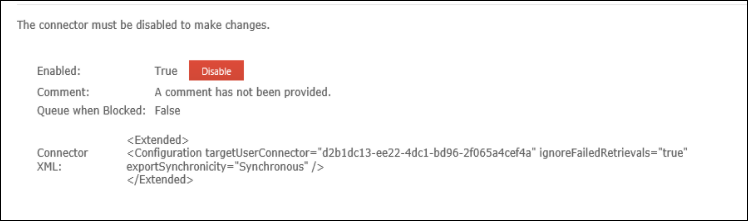 The connector must be disabled to make changes.
Enabled: True Disable
Comment: A comment has not been provided.
Queue when Blocked: False
Connector XML:
<Extended>
<Configuration targetUserConnector="d2b1dc13-ee22-4dc1-bd96-2f065a4cef4a" ignoreFailedRetrievals="true"
exportSynchronicity="Synchronous" />
</Extended>